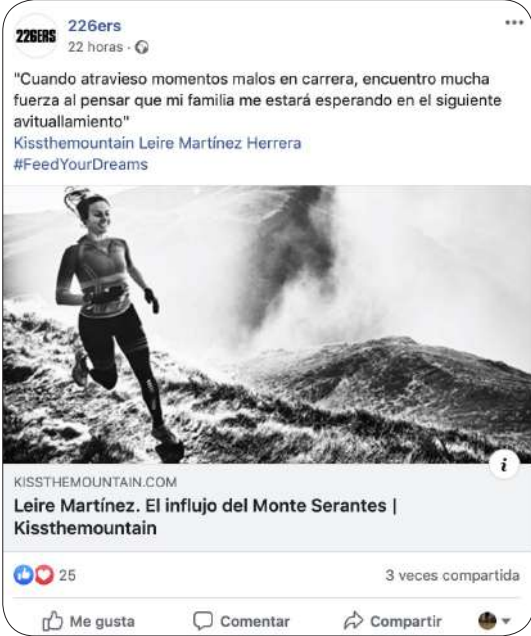 226ERS
226ers
22 horas ·
"Cuando atravieso momentos malos en carrera, encuentro mucha
fuerza al pensar que mi familia me estará esperando en el siguiente
avituallamiento"
Kissthemountain Leire Martínez Herrera
#FeedYourDreams
i
KISSTHEMOUNTAIN.COM
Leire Martínez. El influjo del Monte Serantes |
Kissthemountain
25
3 veces compartida
Me gusta
Comentar
Compartir